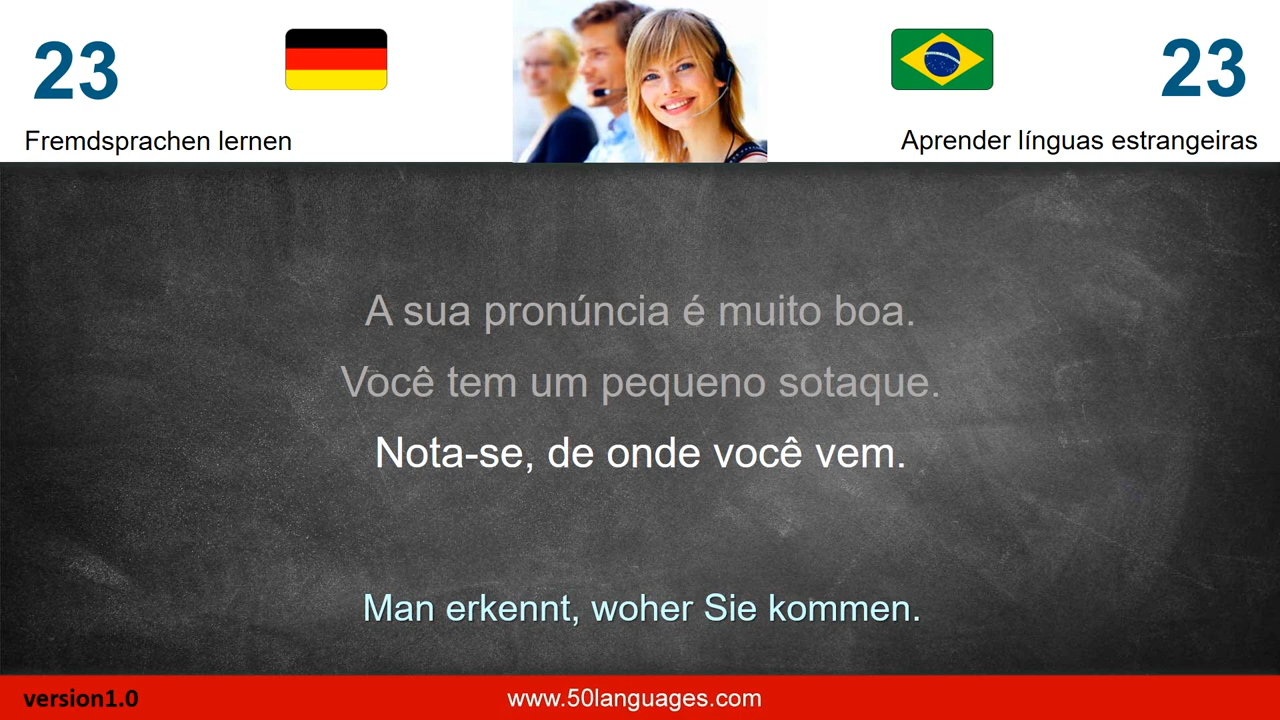 23
23
Fremdsprachen lernen
Aprender línguas estrangeiras
A sua pronúncia é muito boa.
Você tem um pequeno sotaque.
Nota-se, de onde você vem.
Man erkennt, woher Sie kommen.
version1.0
www.50languages.com